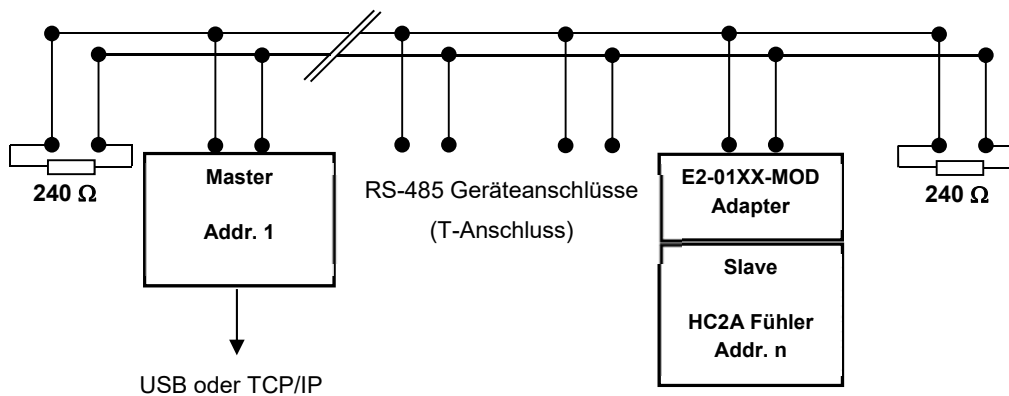 240 Ω
Master
Addr. 1
USB oder TCP/IP
RS-485 Geräteanschlüsse
(T-Anschluss)
E2-01XX-MOD
Adapter
Slave
HC2A Fühler
Addr. n
240 Ω